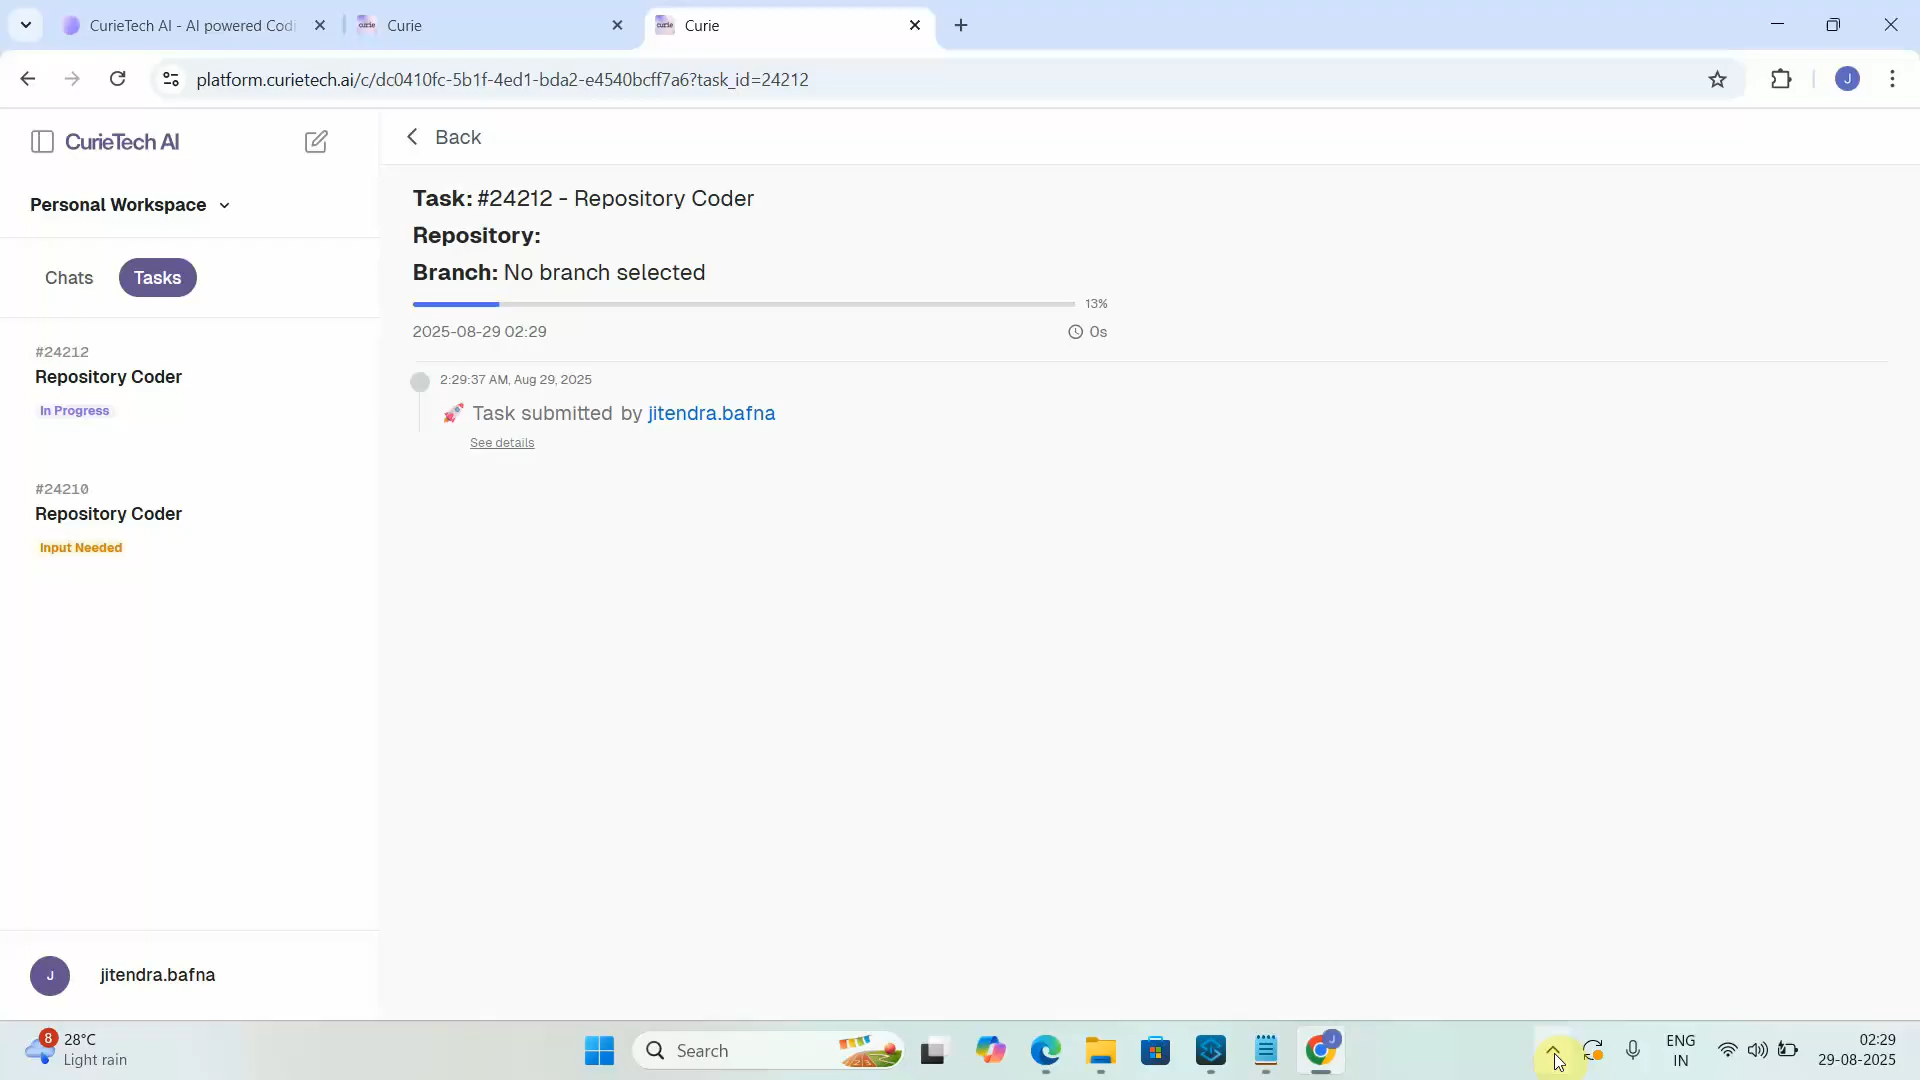 CurieTech AI - AI powered Codi
Curie
Curie
platform.curietech.ai/c/dc0410fc-5b1f-4ed1-bda2-e4540bcff7a6?task_id=24212
J
CurieTech AI
Back
Personal Workspace
Chats
Tasks
Task: #24212 - Repository Coder
Repository:
Branch: No branch selected
13%
2025-08-29 02:29
0s
#24212
Repository Coder
In Progress
2:29:37 AM, Aug 29, 2025
🚀 Task submitted by jitendra.bafna
See details
#24210
Repository Coder
Input Needed
J
jitendra.bafna
8
28°C
Light rain
Search
J
ENG
IN
02:29
29-08-2025